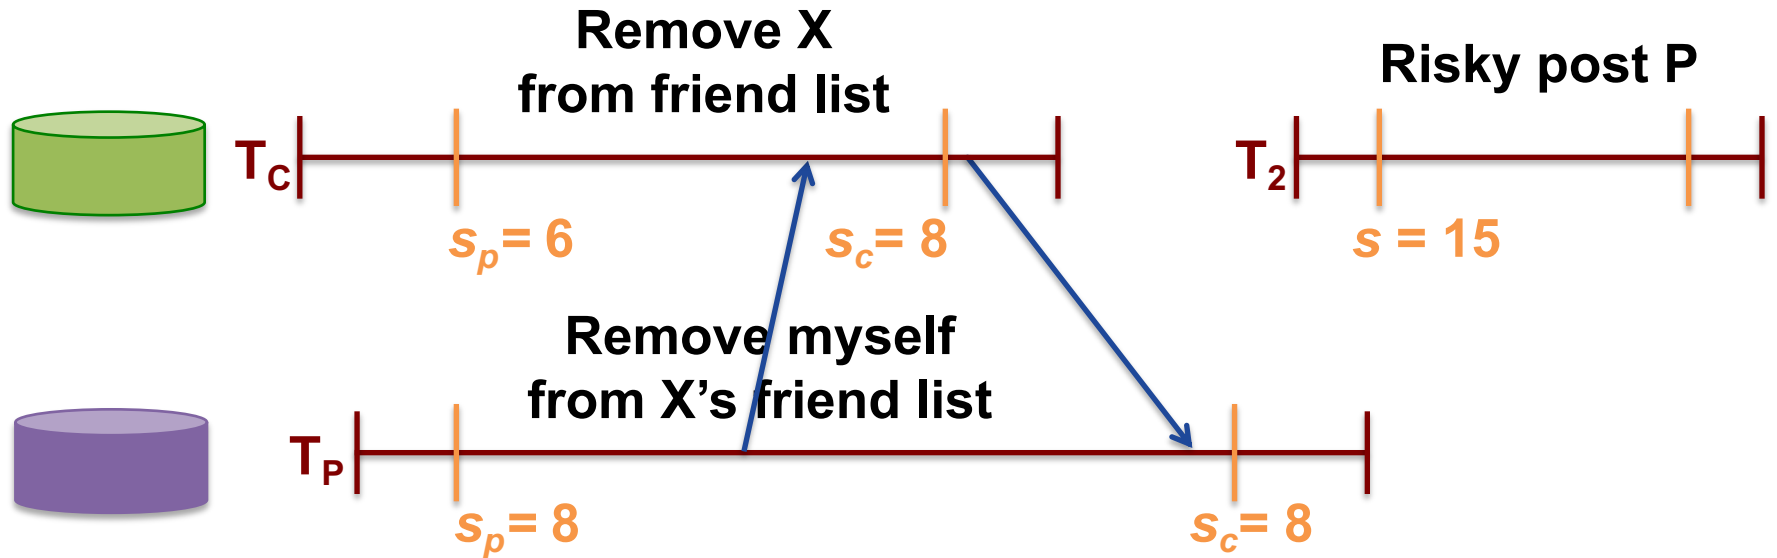 Remove X
from friend list
Risky post P
T_C
T_2
s_p = 6
s_c = 8
s = 15
Remove myself
from X's friend list
T_P
s_p = 8
s_c = 8